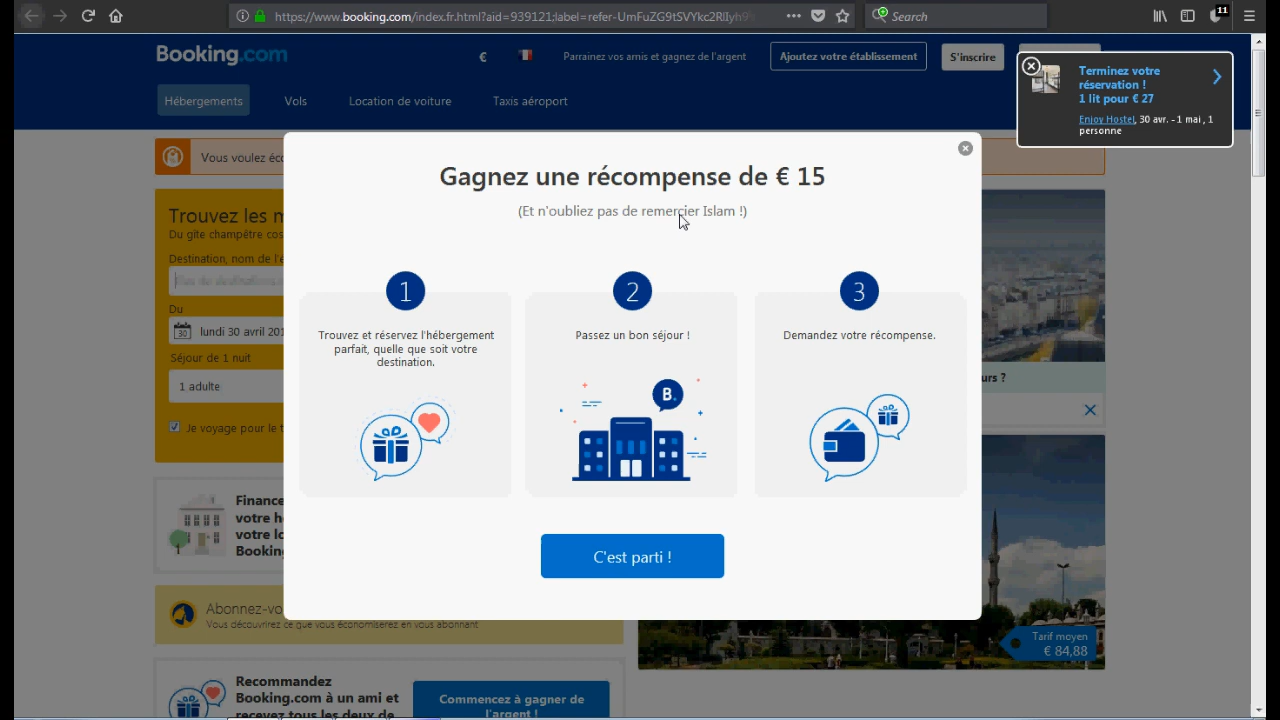 https://www.booking.com/index.fr.html?aid=939121;label=refer-
Search
11
Booking.com
€
Parrainez vos amis et gagnez de l'argent
Ajoutez votre établissement
S'inscrire
Terminez votre
réservation !
1 lit pour € 27
Enjoy Hostel, 30 avr. - 1 mai , 1
personne
Hébergements
Vols
Location de voiture
Taxis aéroport
Vous voulez
Gagnez une récompense de € 15
(Et n'oubliez pas de remercier Islam !)
Trouvez les
Du gîte champêtre
Destination, nom de
Du
30
lundi 30 avril
Séjour de 1 nuit
1 adulte
Je voyage pour le
1
Trouvez et réservez l'hébergement
parfait, quelle que soit votre
destination.
2
Passez un bon séjour !
B.
3
Demandez votre récompense.
urs ?
C'est parti !
Finance
votre
votre
Booking
Abonnez-vo
Vous découvrirez ce que vous économiserez en vous abonnant
Tarif moyen
€ 84,88
Recommandez
Booking.com à un ami et
recevez tous les deux de
Commencez à gagner de
l'argent !